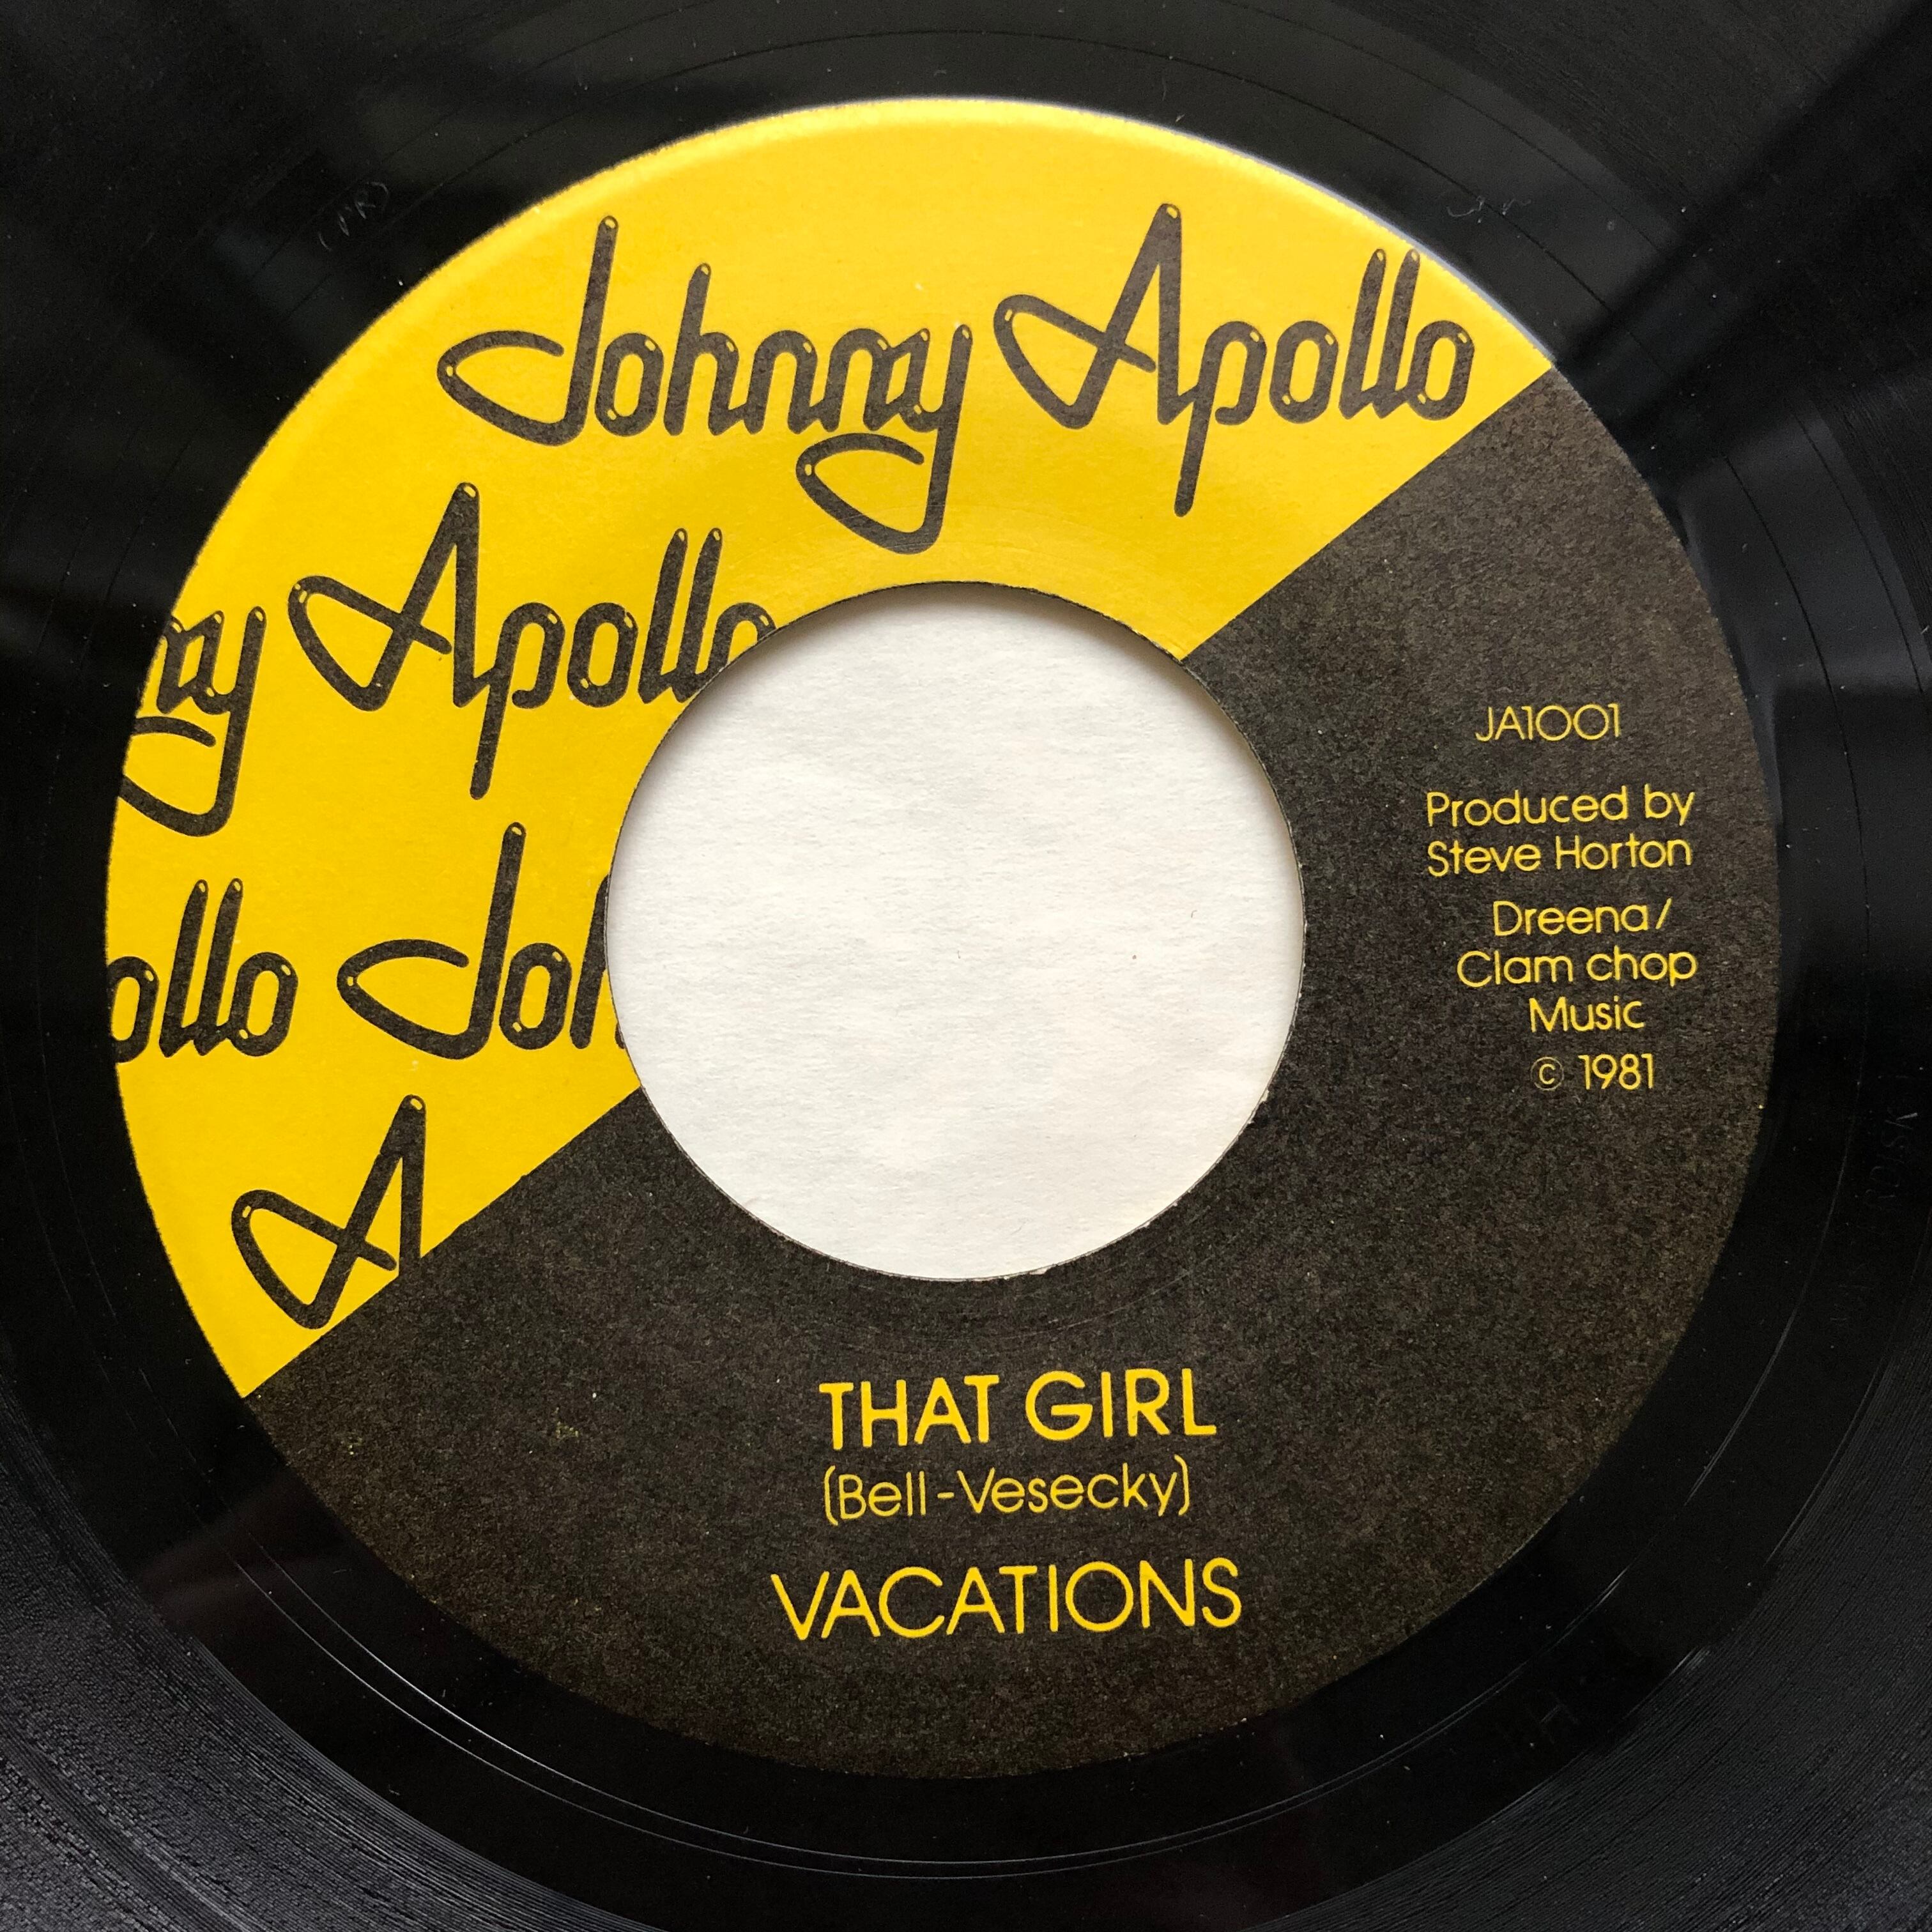 Johnny Apollo
ny Apollo
ollo Joh
A
JA1001
Produced by
Steve Horton
Dreena/
Clam chop
Music
© 1981
THAT GIRL
(Bell-Vesecky)
VACATIONS